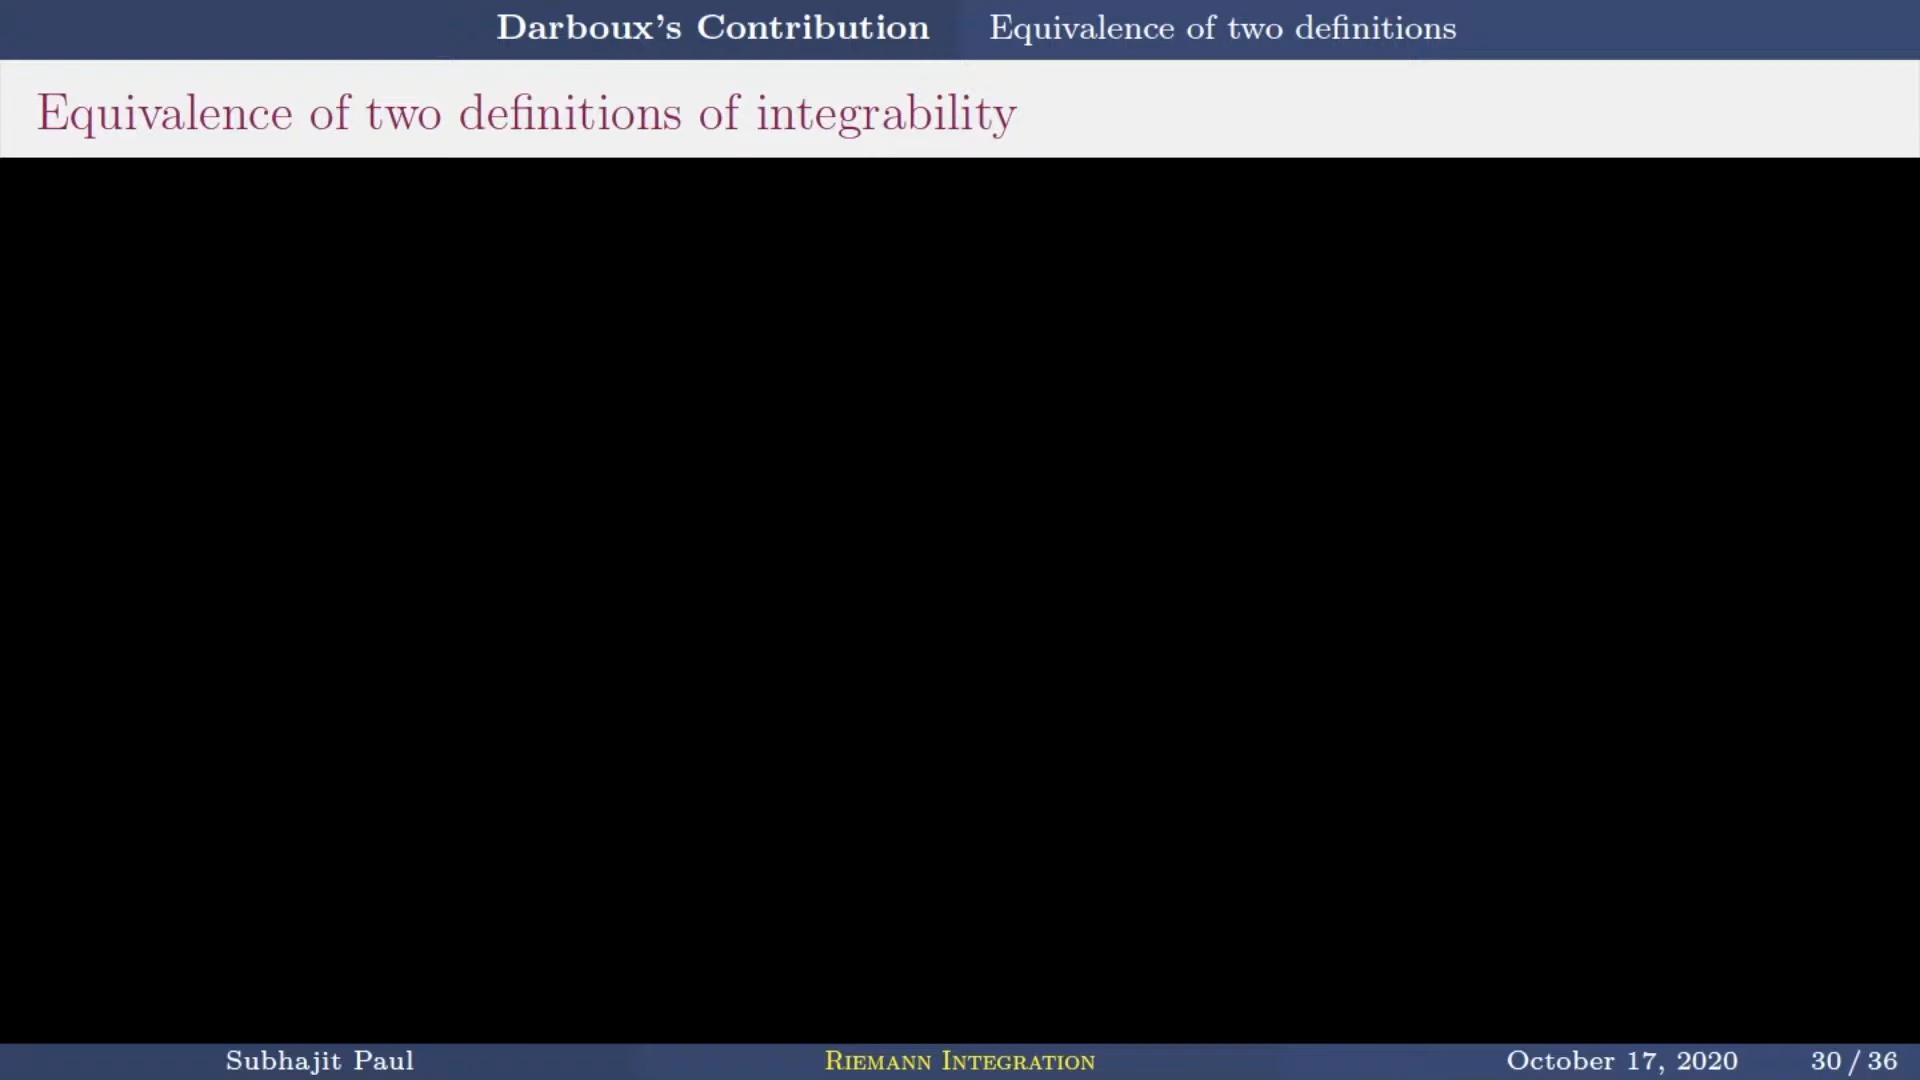 Darboux's Contribution Equivalence of two definitions
Equivalence of two definitions of integrability
Subhajit Paul Riemann Integration October 17, 2020 30 / 36